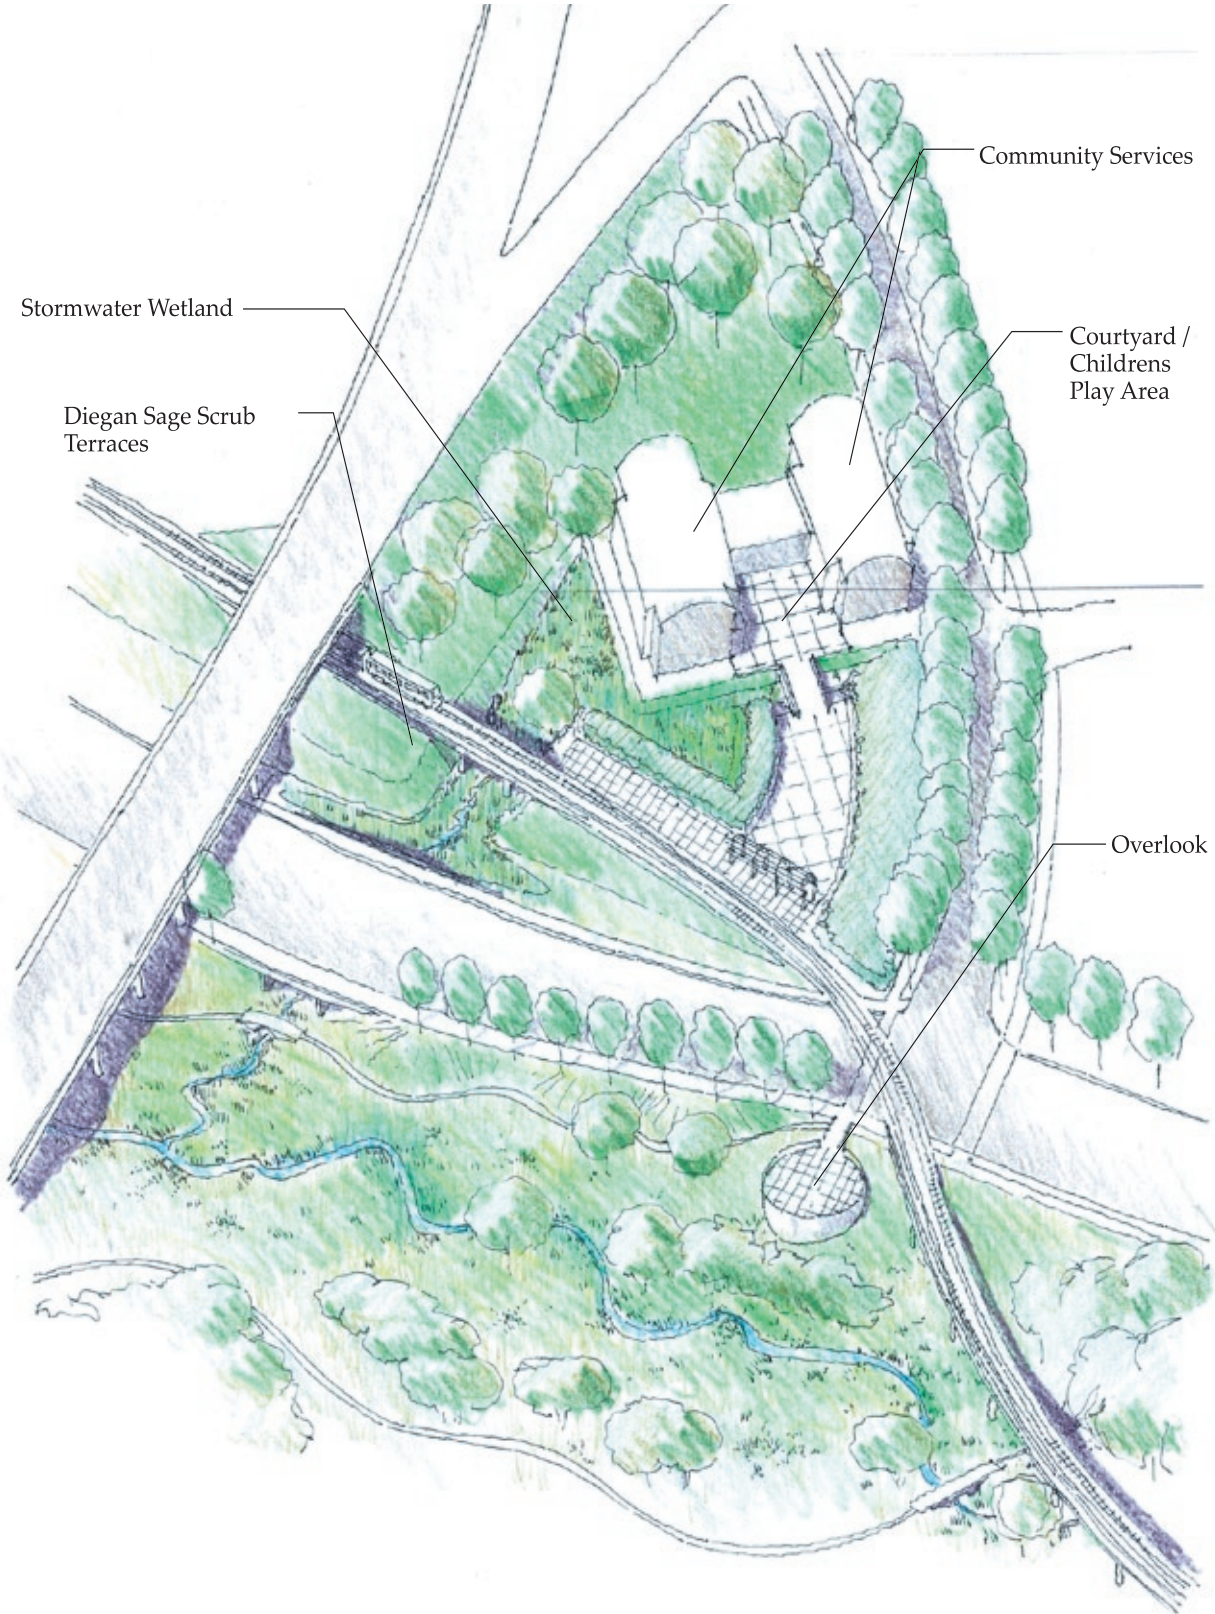 Community Services
Stormwater Wetland
Courtyard /
Childrens
Play Area
Diegan Sage Scrub
Terraces
Overlook